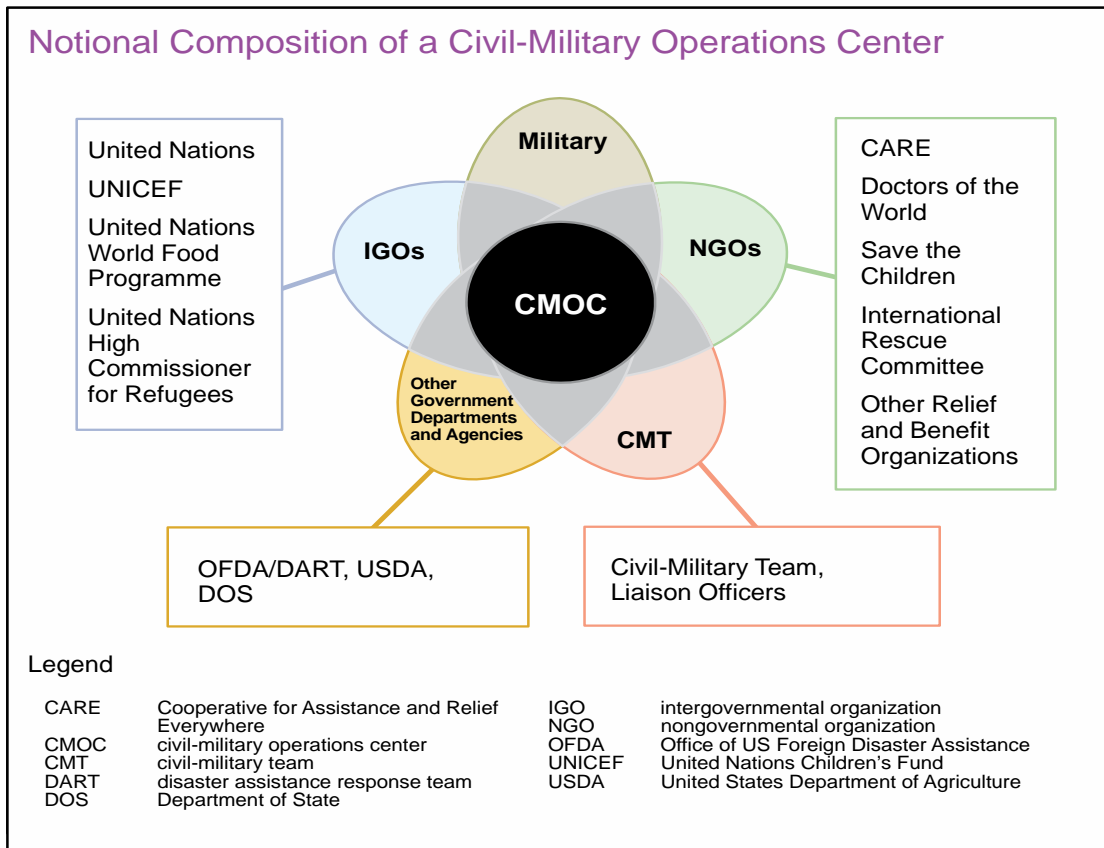 Notional Composition of a Civil-Military Operations Center
United Nations
UNICEF
United Nations
World Food
Programme
United Nations
High
Commissioner
for Refugees
Military
IGOs
NGOs
CMOC
Other
Government
Departments
and Agencies
CMT
CARE
Doctors of the
World
Save the
Children
International
Rescue
Committee
Other Relief
and Benefit
Organizations
OFDA/DART, USDA,
DOS
Civil-Military Team,
Liaison Officers
Legend
CARE Cooperative for Assistance and Relief
Everywhere
CMOC civil-military operations center
CMT civil-military team
DART disaster assistance response team
DOS Department of State
IGO intergovernmental organization
NGO nongovernmental organization
OFDA Office of US Foreign Disaster Assistance
UNICEF United Nations Children's Fund
USDA United States Department of Agriculture